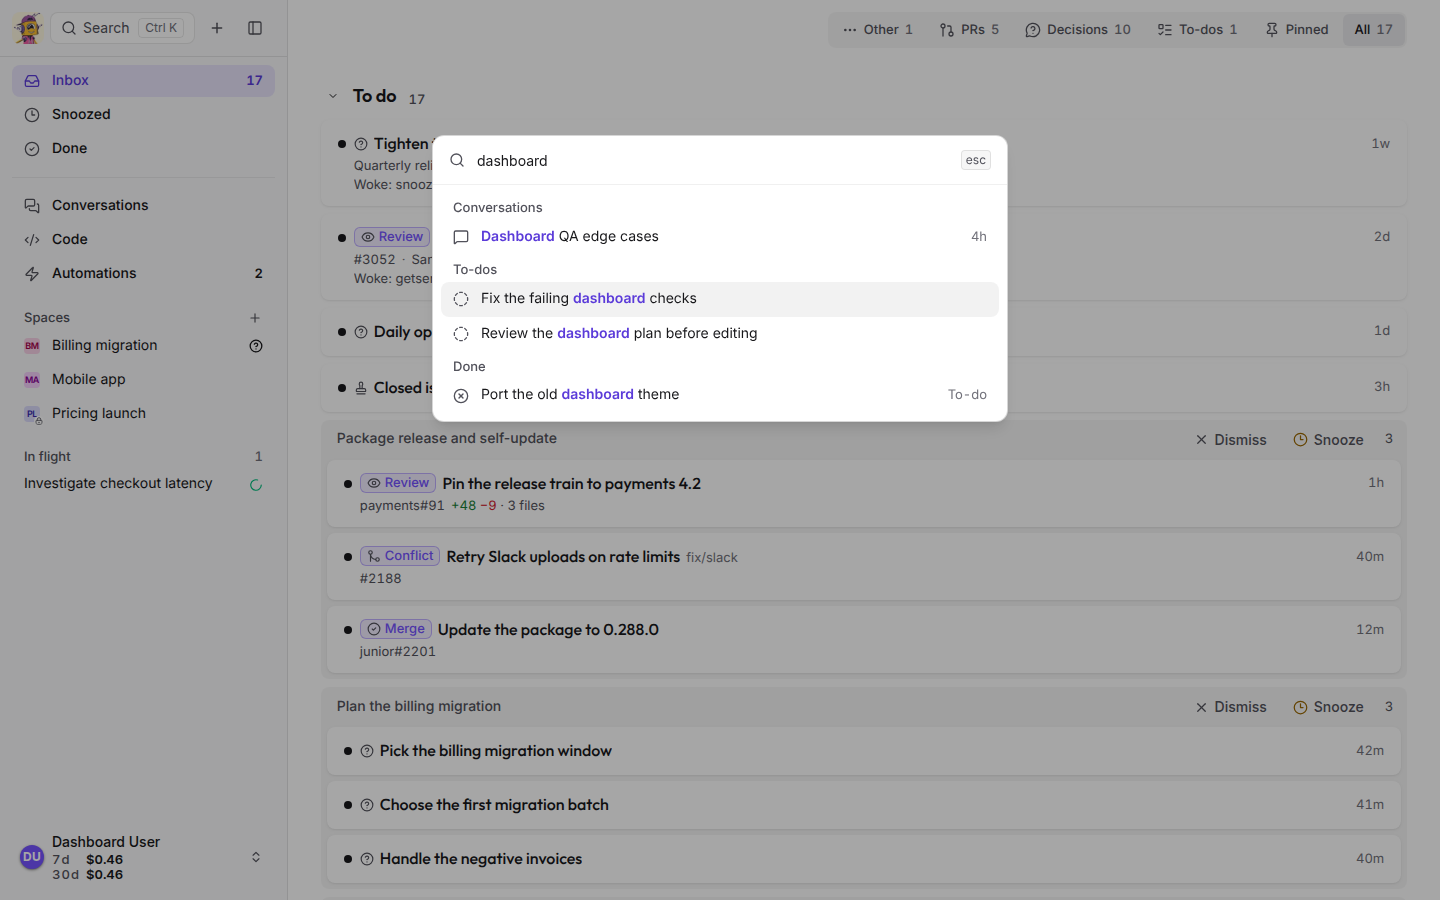 Search Ctrl K
Inbox 17
Snoozed
Done
Conversations
Code
Automations 2
Spaces
BM Billing migration
MA Mobile app
PL Pricing launch
In flight 1
Investigate checkout latency
DU Dashboard User
7d $0.46
30d $0.46
Other 1 PRs 5 Decisions 10 To-dos 1 Pinned All 17
To do 17
Tighten 1w
Quarterly reli
Woke: snooz
Review 2d
#3052 · Sar
Woke: getser
Daily op 1d
Closed is 3h
dashboard esc
Conversations
Dashboard QA edge cases 4h
To-dos
Fix the failing dashboard checks
Review the dashboard plan before editing
Done
Port the old dashboard theme To-do
Package release and self-update Dismiss Snooze 3
Review Pin the release train to payments 4.2 1h
payments#91 +48 −9 · 3 files
Conflict Retry Slack uploads on rate limits fix/slack 40m
#2188
Merge Update the package to 0.288.0 12m
junior#2201
Plan the billing migration Dismiss Snooze 3
Pick the billing migration window 42m
Choose the first migration batch 41m
Handle the negative invoices 40m